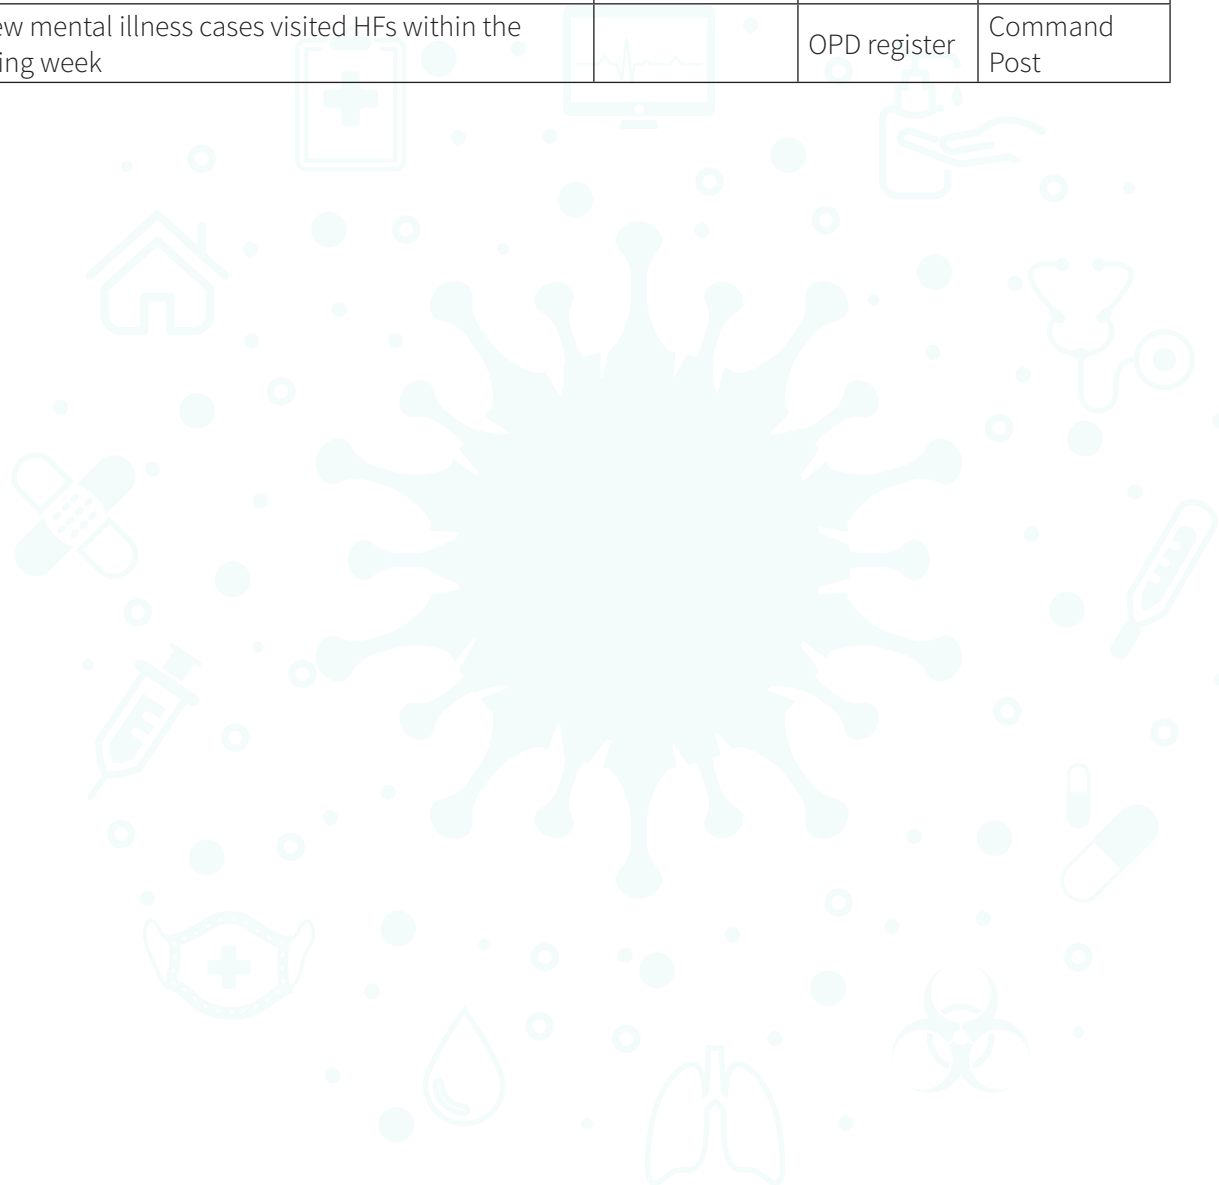 ew mental illness cases visited HFs within the
ing week
OPD register
Command
Post